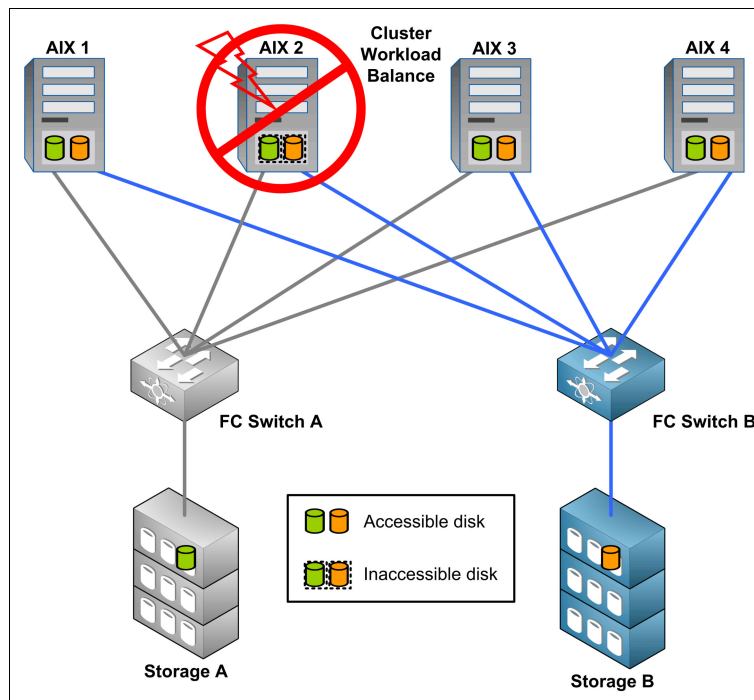 AIX 1
AIX 2
Cluster
Workload
Balance
AIX 3
AIX 4
FC Switch A
FC Switch B
Accessible disk
Inaccessible disk
Storage A
Storage B